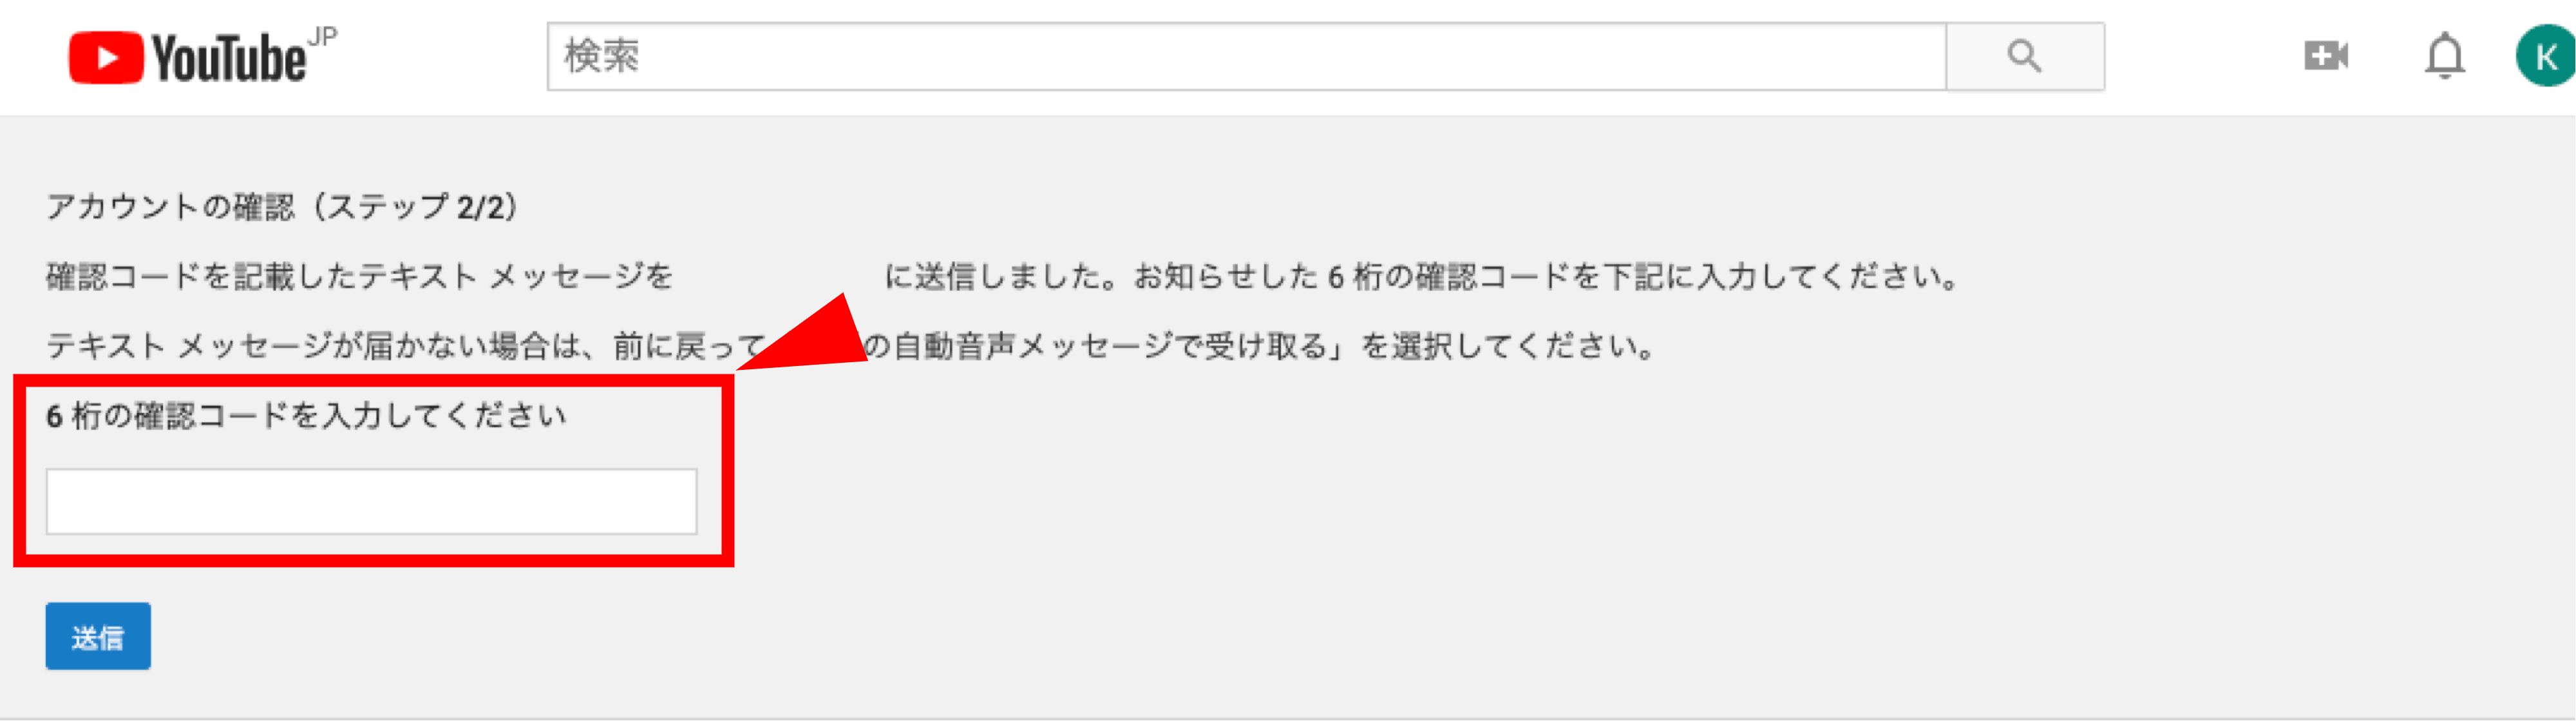 YouTube JP
検索
K
アカウントの確認（ステップ 2/2）
確認コードを記載したテキスト メッセージを に送信しました。お知らせした 6 桁の確認コードを下記に入力してください。
テキスト メッセージが届かない場合は、前に戻って の自動音声メッセージで受け取る」を選択してください。
6 桁の確認コードを入力してください
送信